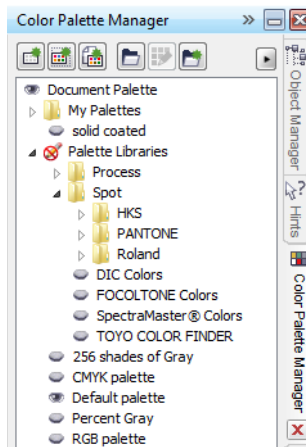 Color Palette Manager
Document Palette
My Palettes
solid coated
Palette Libraries
Process
Spot
HKS
PANTONE
Roland
DIC Colors
FOCOLTONE Colors
SpectraMaster® Colors
TOYO COLOR FINDER
256 shades of Gray
CMYK palette
Default palette
Percent Gray
RGB palette
Object Manager
Hints
Color Palette Manager